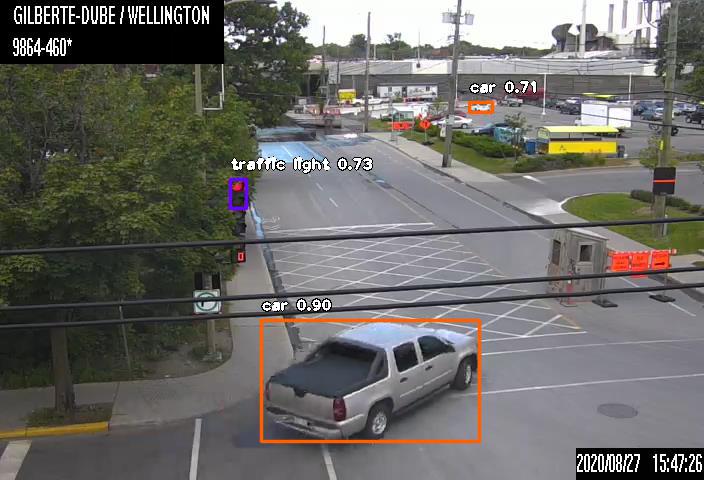 GILBERTE-DUBE / WELLINGTON
9864-460*
car 0.71
traffic light 0.73
P
car 0.90
2020/08/27 15:47:26